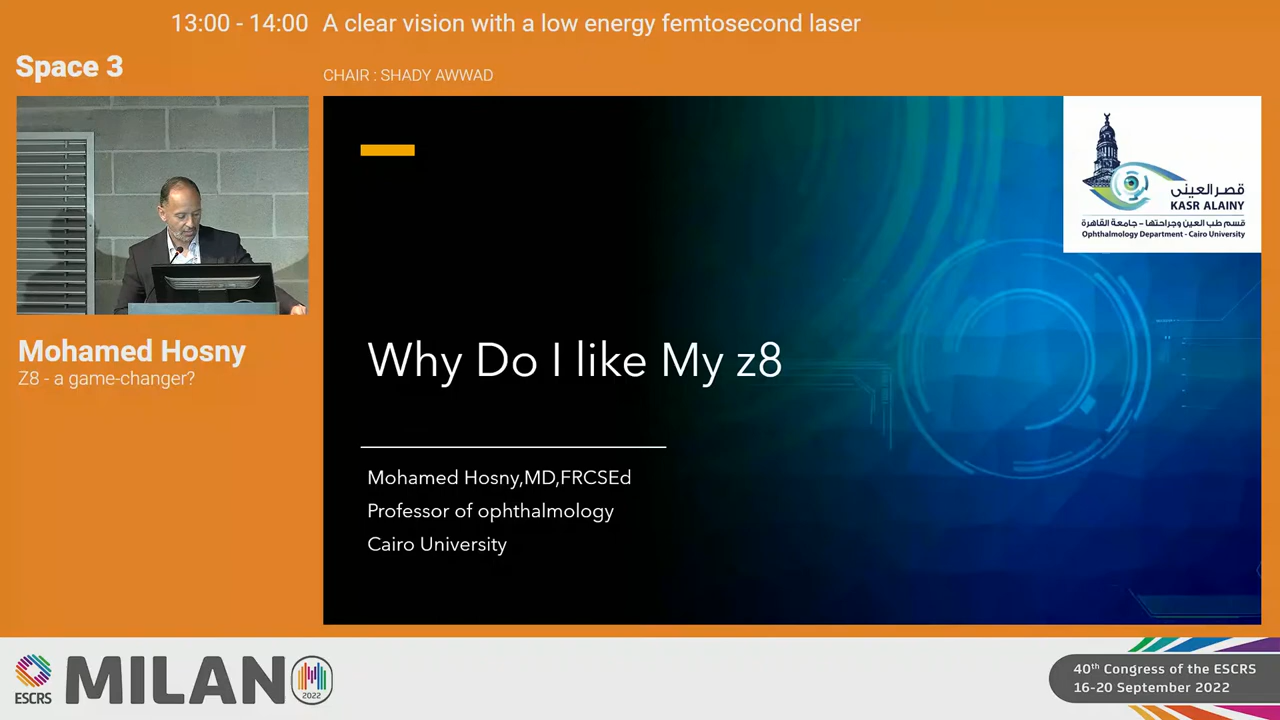 13:00 - 14:00 A clear vision with a low energy femtosecond laser
Space 3
CHAIR : SHADY AWWAD
قصر العينى
KASR ALAINY
قسم طب العين وجراحتها - جامعة القاهرة
Ophthalmology Department - Cairo University
Mohamed Hosny
Z8 - a game-changer?
Why Do I like My z8
Mohamed Hosny,MD,FRCSEd
Professor of ophthalmology
Cairo University
ESCRS
MILANO
2022
40th Congress of the ESCRS
16-20 September 2022